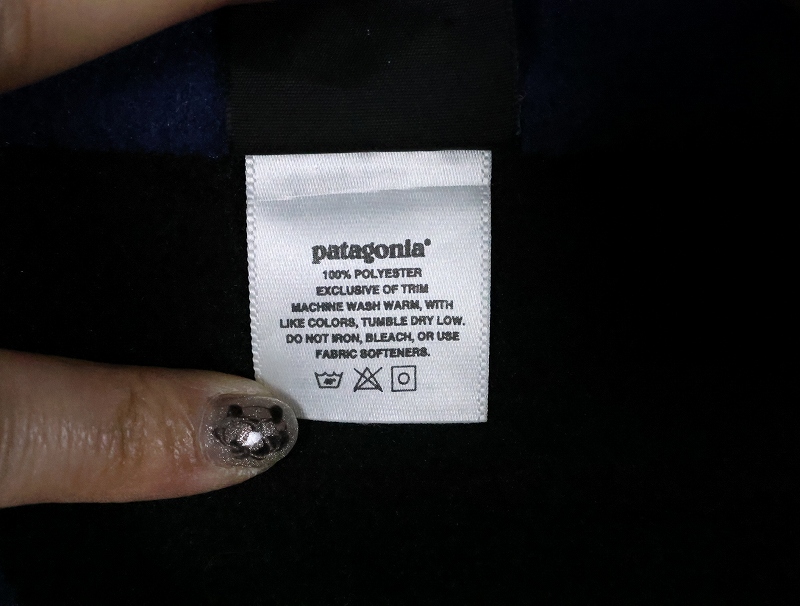 patagonia®
100% POLYESTER
EXCLUSIVE OF TRIM
MACHINE WASH WARM, WITH
LIKE COLORS, TUMBLE DRY LOW.
DO NOT IRON, BLEACH, OR USE
FABRIC SOFTENERS.